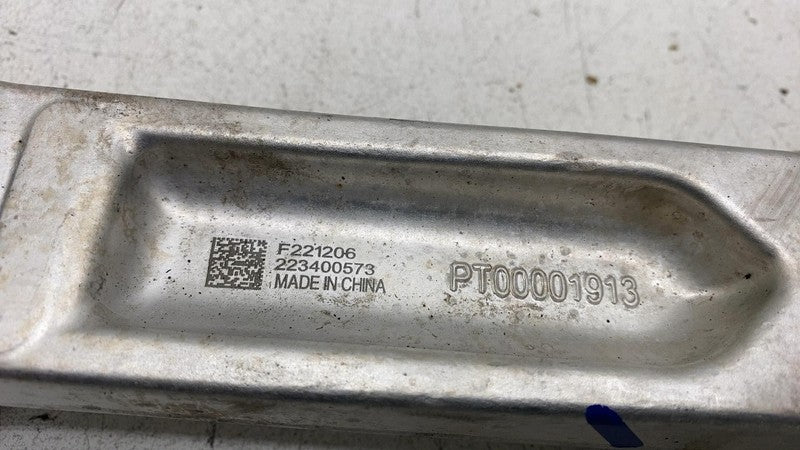 F221206
223400573
MADE IN CHINA
PT00001913